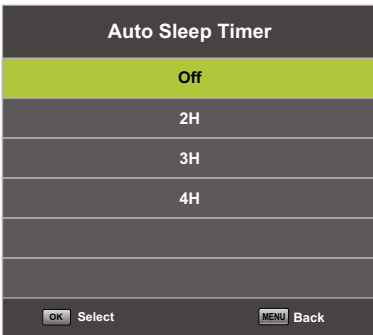 Auto Sleep Timer
Off
2H
3H
4H
OK Select MENU Back